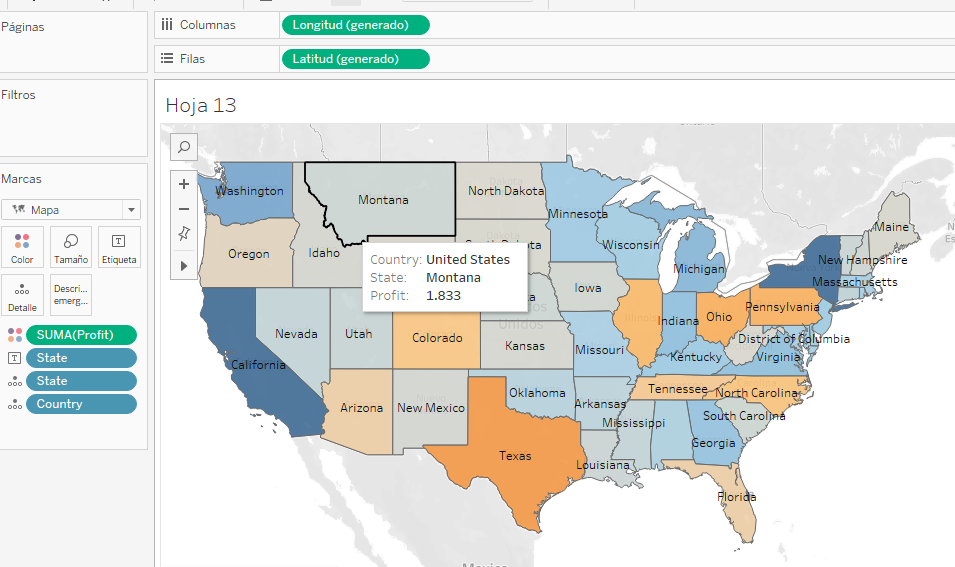 Páginas
Columnas
Longitud (generado)
Filas
Latitud (generado)
Filtros
Hoja 13
Marcas
Mapa
Color
Tamaño
Etiqueta
Detalle
Descri...
emerg...
SUMA(Profit)
State
State
Country
Washington
Montana
North Dakota
Minnesota
Maine
Oregon
Idaho
Wisconsin
Michigan
New Hampshire
Massachusetts
Country: United States
State: Montana
Profit: 1.833
Iowa
Nevada
Utah
Colorado
Kansas
Unidos
Missouri
Indiana
Ohio
Pennsylvania
District of Columbia
Kentucky
Virginia
California
Arizona
New Mexico
Oklahoma
Arkansas
Tennessee
North Carolina
South Carolina
Mississippi
Georgia
Texas
Louisiana
Florida